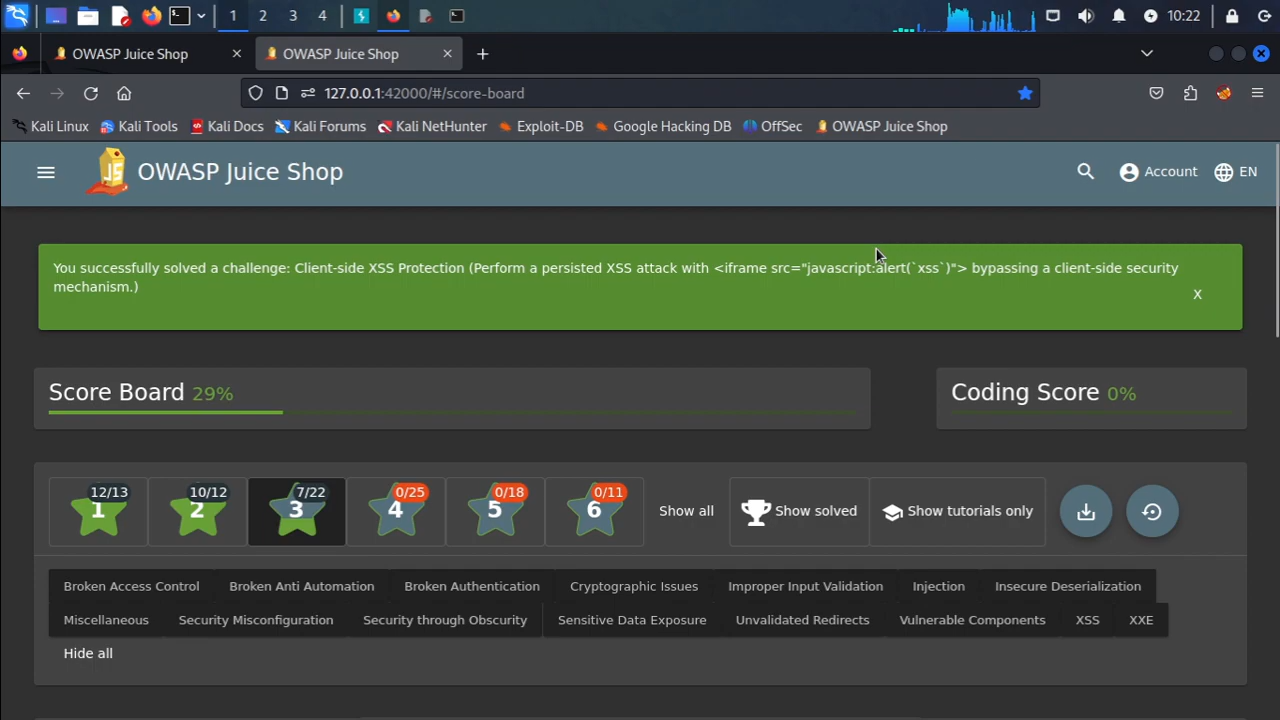 1 2 3 4 10:22
OWASP Juice Shop OWASP Juice Shop
127.0.0.1:42000/#/score-board
Kali Linux Kali Tools Kali Docs Kali Forums Kali NetHunter Exploit-DB Google Hacking DB OffSec OWASP Juice Shop
JS OWASP Juice Shop Account EN
You successfully solved a challenge: Client-side XSS Protection (Perform a persisted XSS attack with <iframe src="javascript:alert(`xss`)"> bypassing a client-side security
mechanism.)
X
Score Board 29% Coding Score 0%
12/13 10/12 7/22 0/25 0/18 0/11
1 2 3 4 5 6 Show all Show solved Show tutorials only
Broken Access Control Broken Anti Automation Broken Authentication Cryptographic Issues Improper Input Validation Injection Insecure Deserialization
Miscellaneous Security Misconfiguration Security through Obscurity Sensitive Data Exposure Unvalidated Redirects Vulnerable Components XSS XXE
Hide all